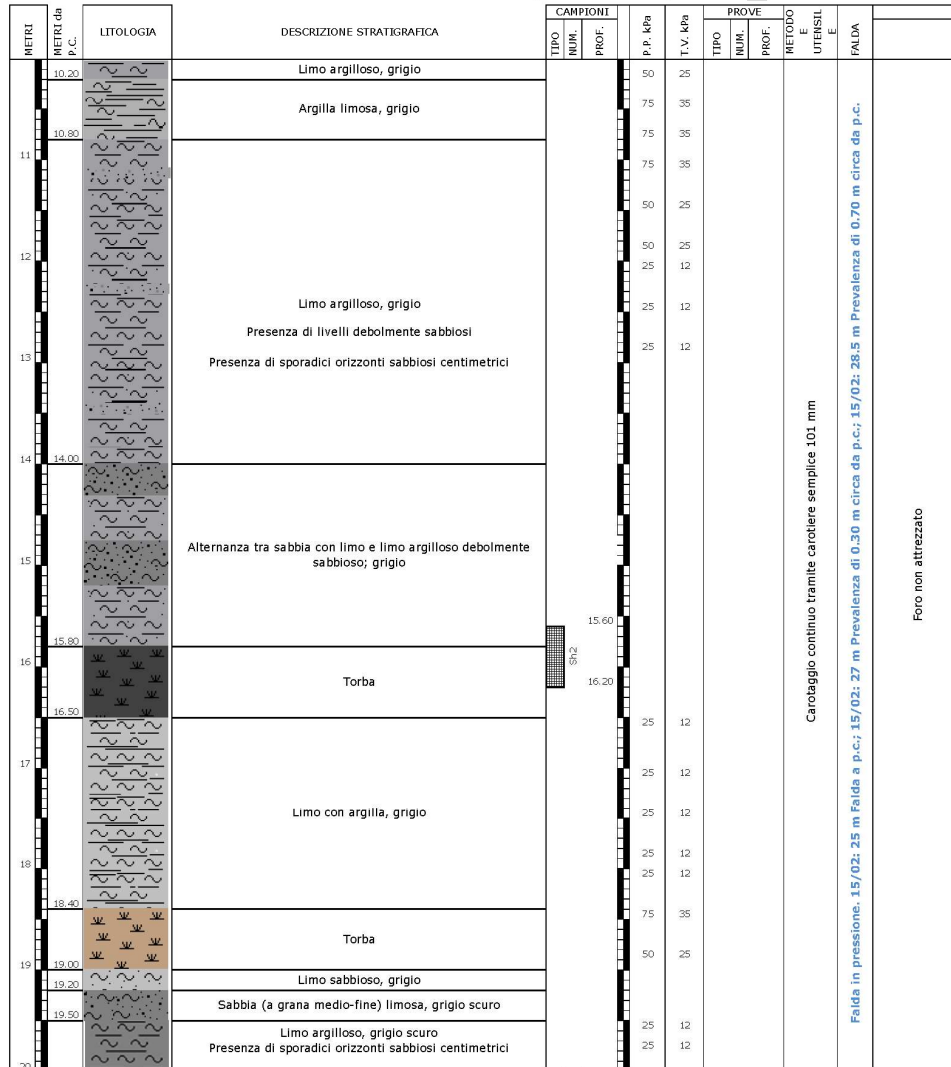 METRI
METRI da P.C.
LITOLOGIA
DESCRIZIONE STRATIGRAFICA
CAMPIONI
TIPO
NUM.
PROF.
P.P. kPa
T.V. kPa
PROVE
TIPO
NUM.
PROF.
METODO
E
UTENSIL
E
FALDA
10.20
Limo argilloso, grigio
50 25
Argilla limosa, grigio
75 35
10.80
75 35
11
75 35
50 25
50 25
12
25 12
Limo argilloso, grigio
25 12
Presenza di livelli debolmente sabbiosi
25 12
Presenza di sporadici orizzonti sabbiosi centimetrici
13
14
14.00
Alternanza tra sabbia con limo e limo argilloso debolmente
sabbioso; grigio
15
15.60
15.80
Sh2
16
Torba
16.20
16.50
25 12
17
25 12
Limo con argilla, grigio
25 12
25 12
18
25 12
18.40
75 35
Torba
50 25
19
19.00
Limo sabbioso, grigio
19.20
Sabbia (a grana medio-fine) limosa, grigio scuro
19.50
Limo argilloso, grigio scuro
25 12
Presenza di sporadici orizzonti sabbiosi centimetrici
25 12
20
Carotaggio continuo tramite carotiere semplice 101 mm
Falda in pressione. 15/02: 25 m Falda a p.c.; 15/02: 27 m Prevalenza di 0.30 m circa da p.c.; 15/02: 28.5 m Prevalenza di 0.70 m circa da p.c.
Foro non attrezzato